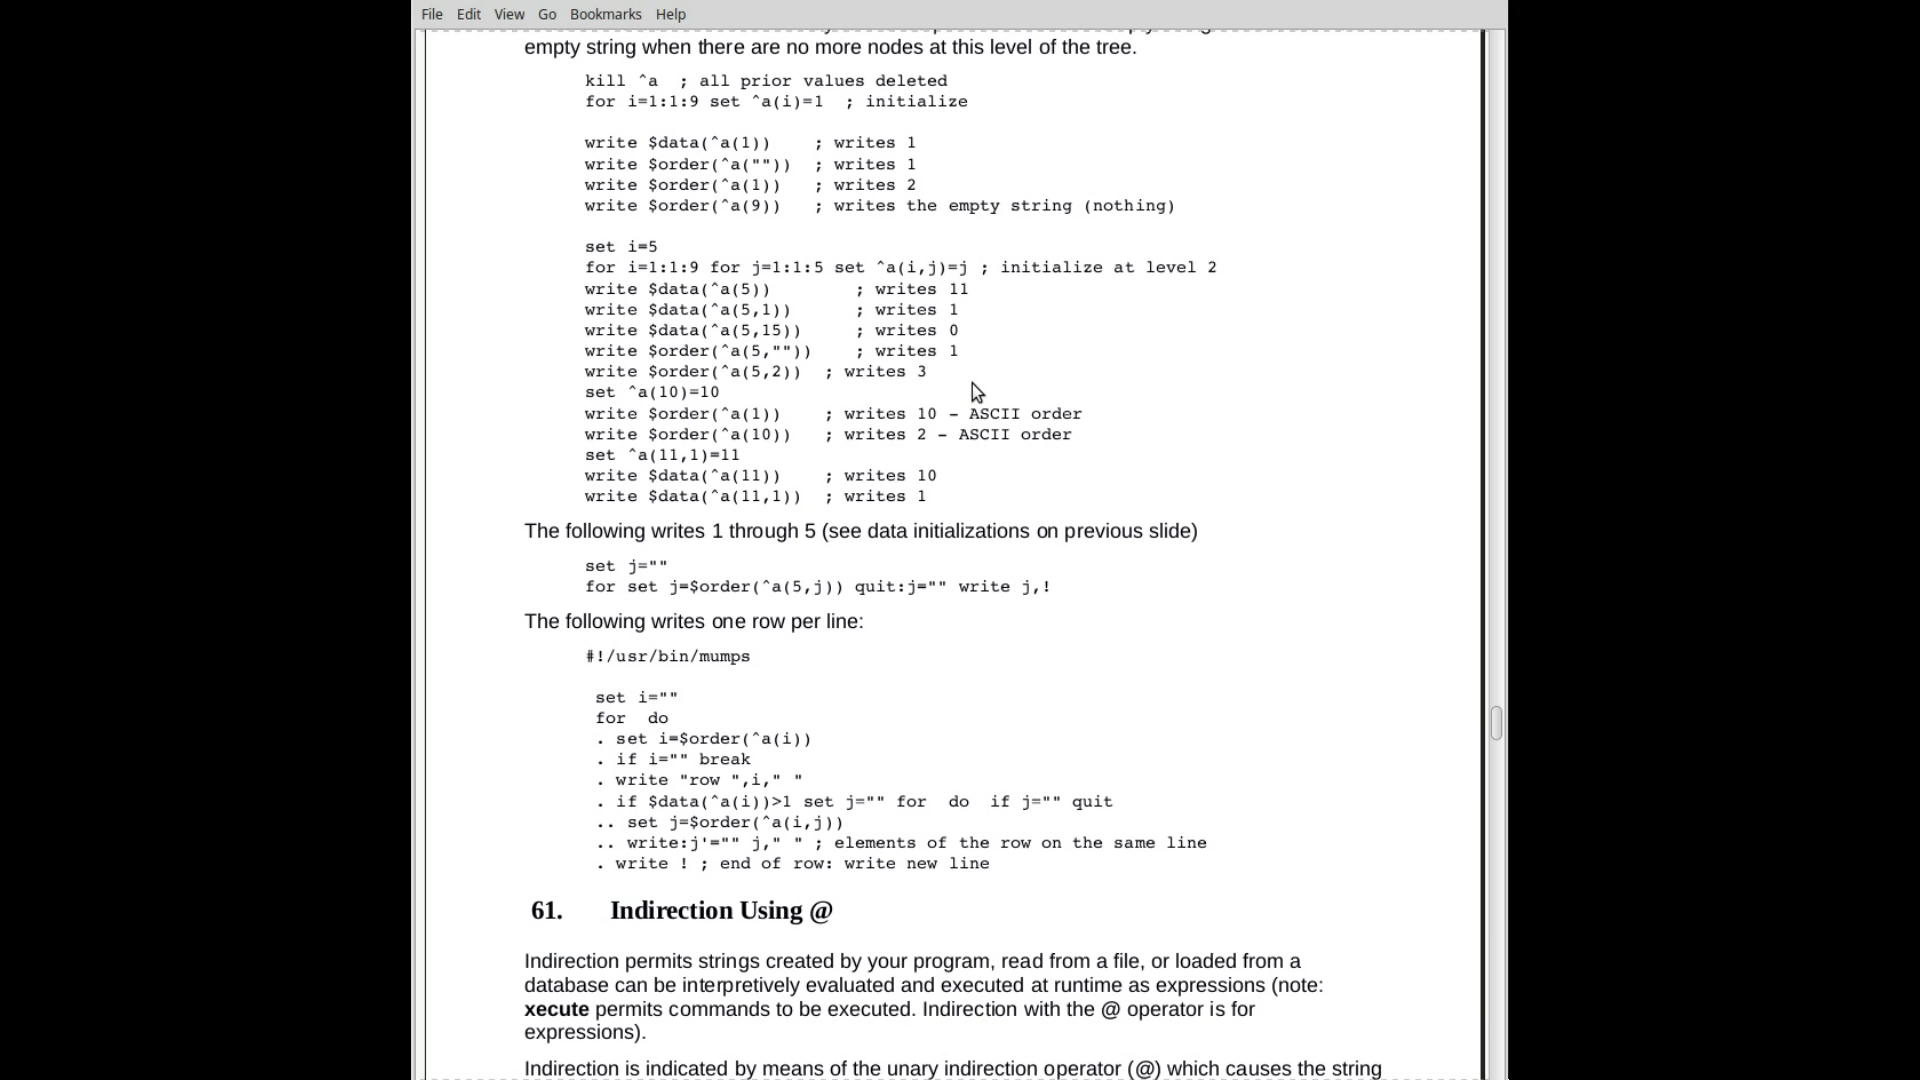 File Edit View Go Bookmarks Help
empty string when there are no more nodes at this level of the tree.
kill ^a  ; all prior values deleted
for i=1:1:9 set ^a(i)=1  ; initialize
write $data(^a(1))    ; writes 1
write $order(^a(""))  ; writes 1
write $order(^a(1))   ; writes 2
write $order(^a(9))   ; writes the empty string (nothing)
set i=5
for i=1:1:9 for j=1:1:5 set ^a(i,j)=j ; initialize at level 2
write $data(^a(5))        ; writes 11
write $data(^a(5,1))      ; writes 1
write $data(^a(5,15))     ; writes 0
write $order(^a(5,""))    ; writes 1
write $order(^a(5,2))  ; writes 3
set ^a(10)=10
write $order(^a(1))    ; writes 10 – ASCII order
write $order(^a(10))   ; writes 2 – ASCII order
set ^a(11,1)=11
write $data(^a(11))    ; writes 10
write $data(^a(11,1))  ; writes 1
The following writes 1 through 5 (see data initializations on previous slide)
set j=""
for set j=$order(^a(5,j)) quit:j="" write j,!
The following writes one row per line:
#!/usr/bin/mumps
set i=""
for  do
. set i=$order(^a(i))
. if i="" break
. write "row ",i," "
. if $data(^a(i))>1 set j="" for  do  if j="" quit
.. set j=$order(^a(i,j))
.. write:j'="" j," " ; elements of the row on the same line
. write ! ; end of row: write new line
61. Indirection Using @
Indirection permits strings created by your program, read from a file, or loaded from a
database can be interpretively evaluated and executed at runtime as expressions (note:
xecute permits commands to be executed. Indirection with the @ operator is for
expressions).
Indirection is indicated by means of the unary indirection operator (@) which causes the string